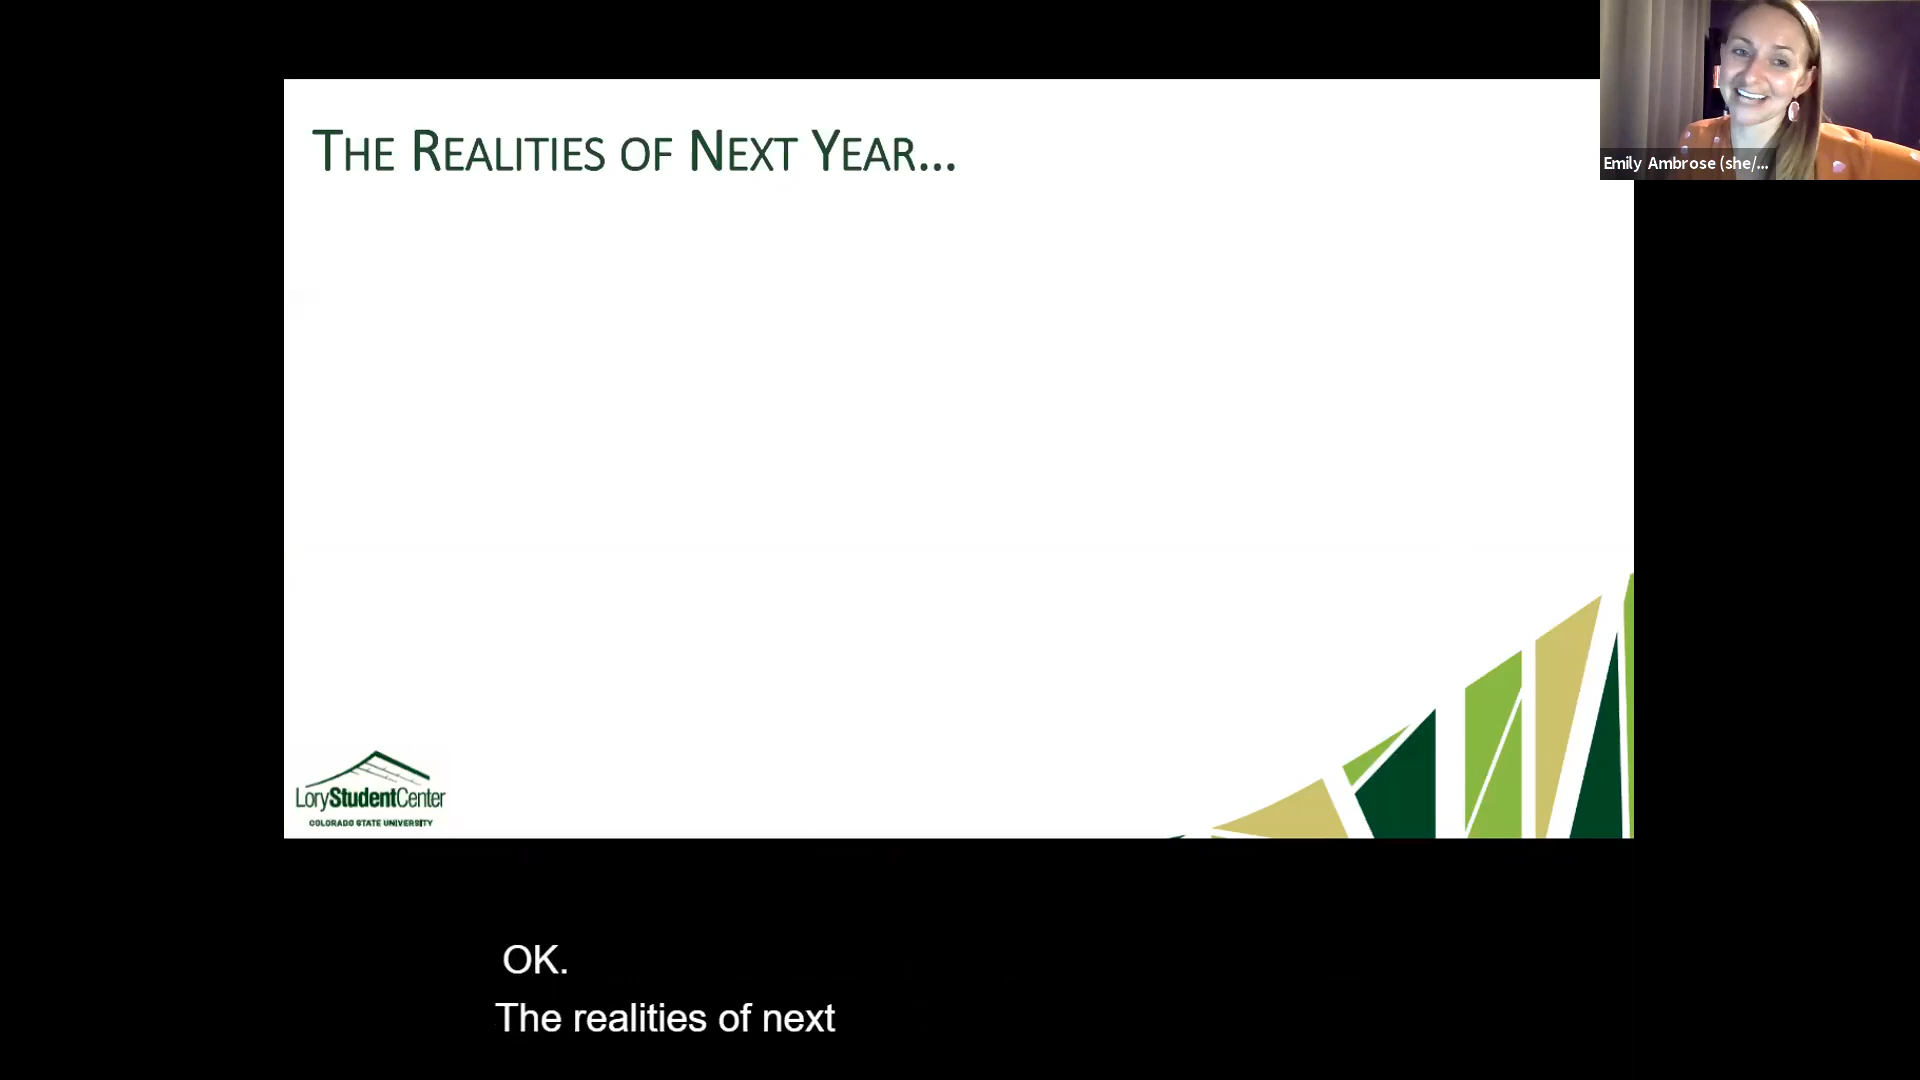 THE REALITIES OF NEXT YEAR...
Emily Ambrose (she/...
LoryStudentCenter
COLORADO STATE UNIVERSITY
OK.
The realities of next